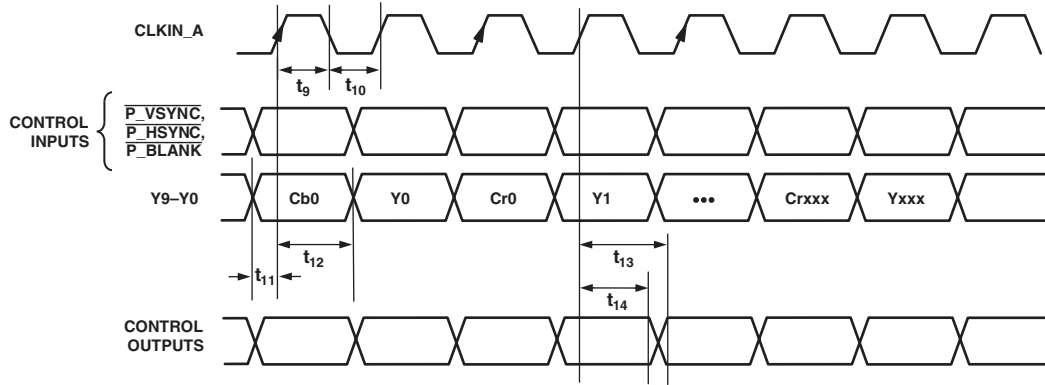 CLKIN_A
t9
t10
CONTROL
INPUTS
P_VSYNC,
P_HSYNC,
P_BLANK
Y9–Y0
Cb0
Y0
Cr0
Y1
•••
Crxxx
Yxxx
t12
t11
t13
t14
CONTROL
OUTPUTS